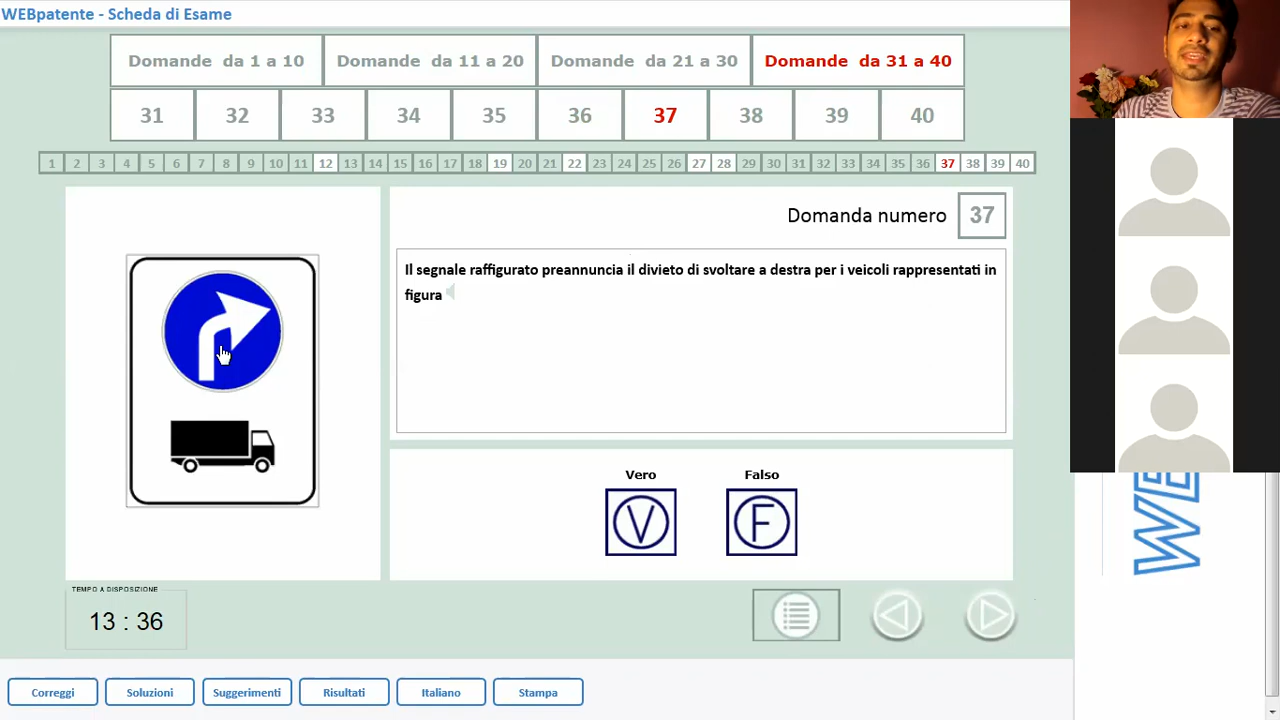 WEBpatente - Scheda di Esame
Domande da 1 a 10 Domande da 11 a 20 Domande da 21 a 30 Domande da 31 a 40
31 32 33 34 35 36 37 38 39 40
1 2 3 4 5 6 7 8 9 10 11 12 13 14 15 16 17 18 19 20 21 22 23 24 25 26 27 28 29 30 31 32 33 34 35 36 37 38 39 40
Domanda numero 37
Il segnale raffigurato preannuncia il divieto di svoltare a destra per i veicoli rappresentati in
figura
Vero Falso
V F
TEMPO A DISPOSIZIONE
13 : 36
Correggi Soluzioni Suggerimenti Risultati Italiano Stampa
WE